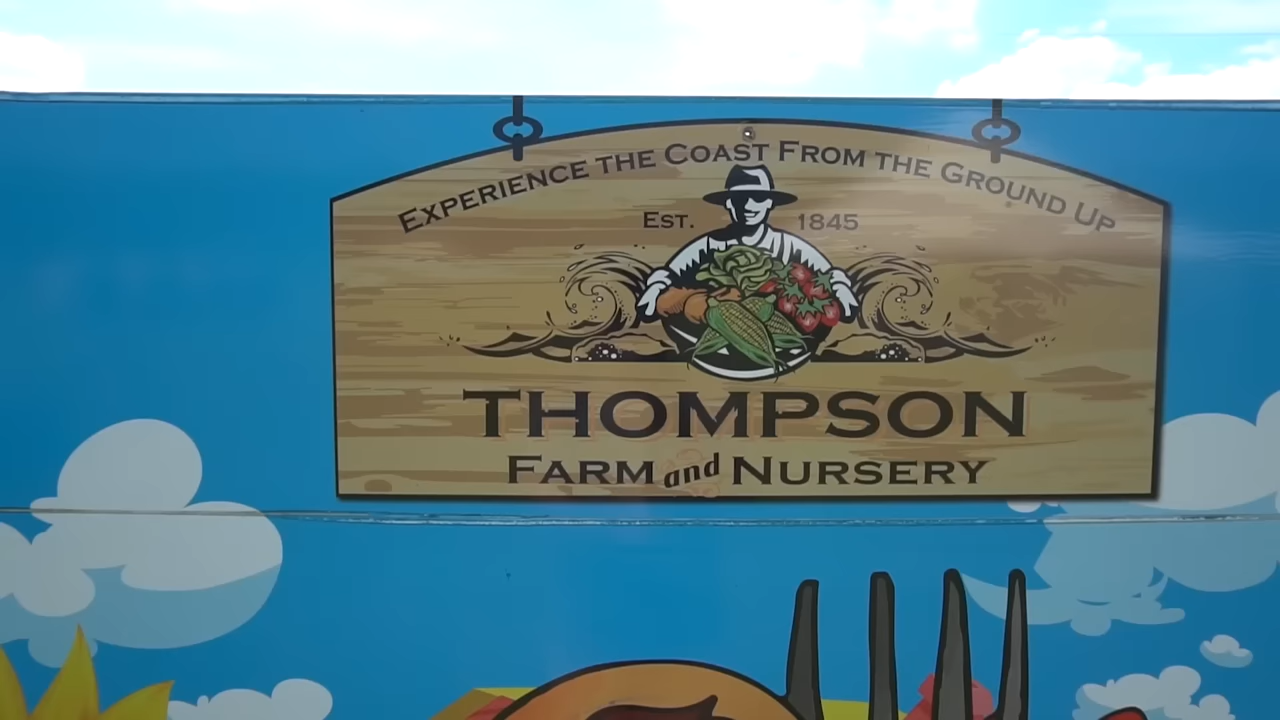 Experience the Coast From the Ground Up
Est. 1845
Thompson
Farm and Nursery